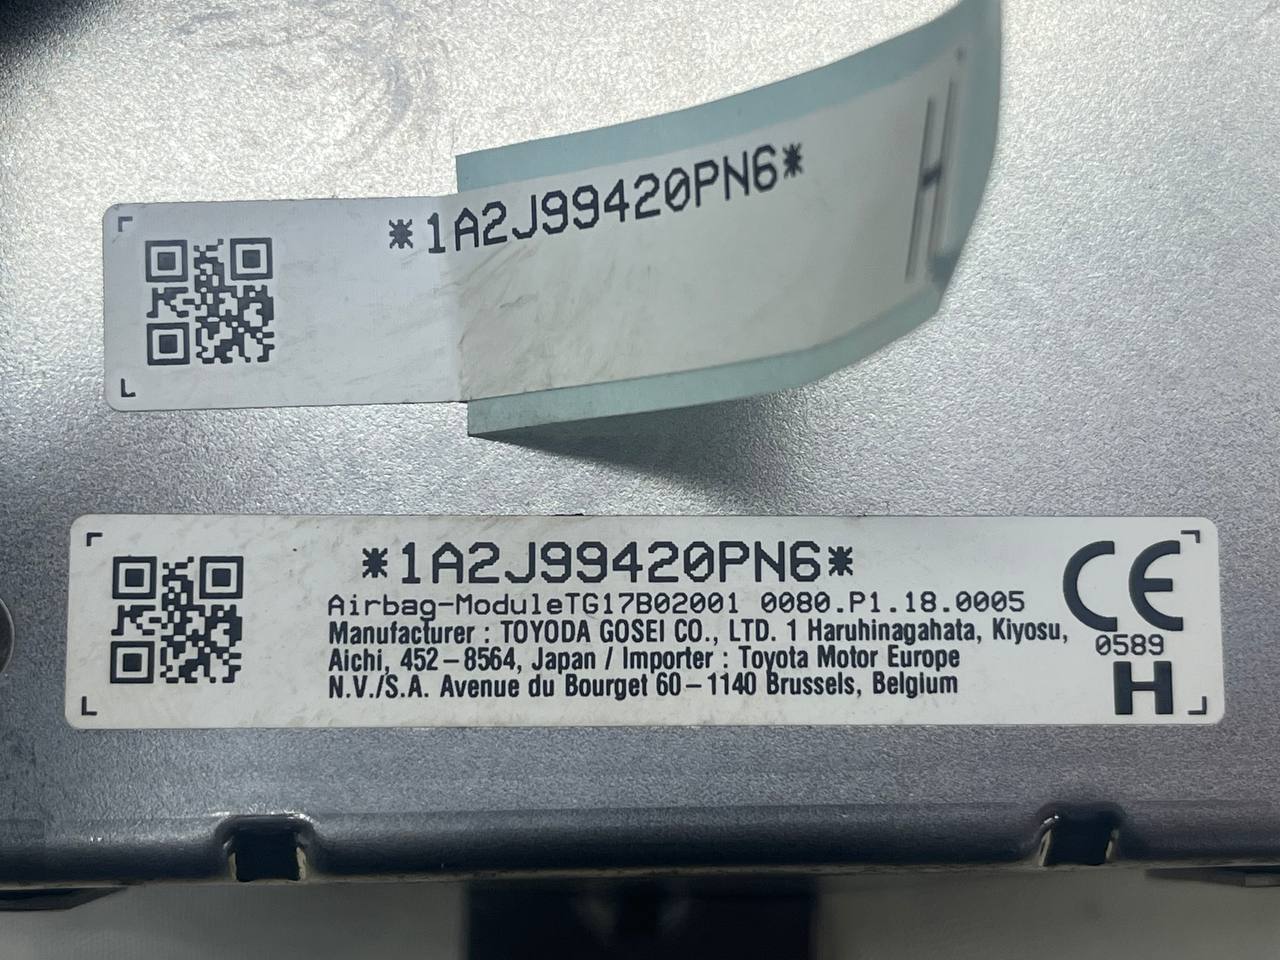 *1A2J99420PN6*
H
*1A2J99420PN6*
Airbag-ModuleTG17B02001 0080.P1.18.0005
Manufacturer : TOYODA GOSEI CO., LTD. 1 Haruhinagahata, Kiyosu,
Aichi, 452-8564, Japan / Importer : Toyota Motor Europe
N.V./S.A. Avenue du Bourget 60-1140 Brussels, Belgium
CE
0589
H